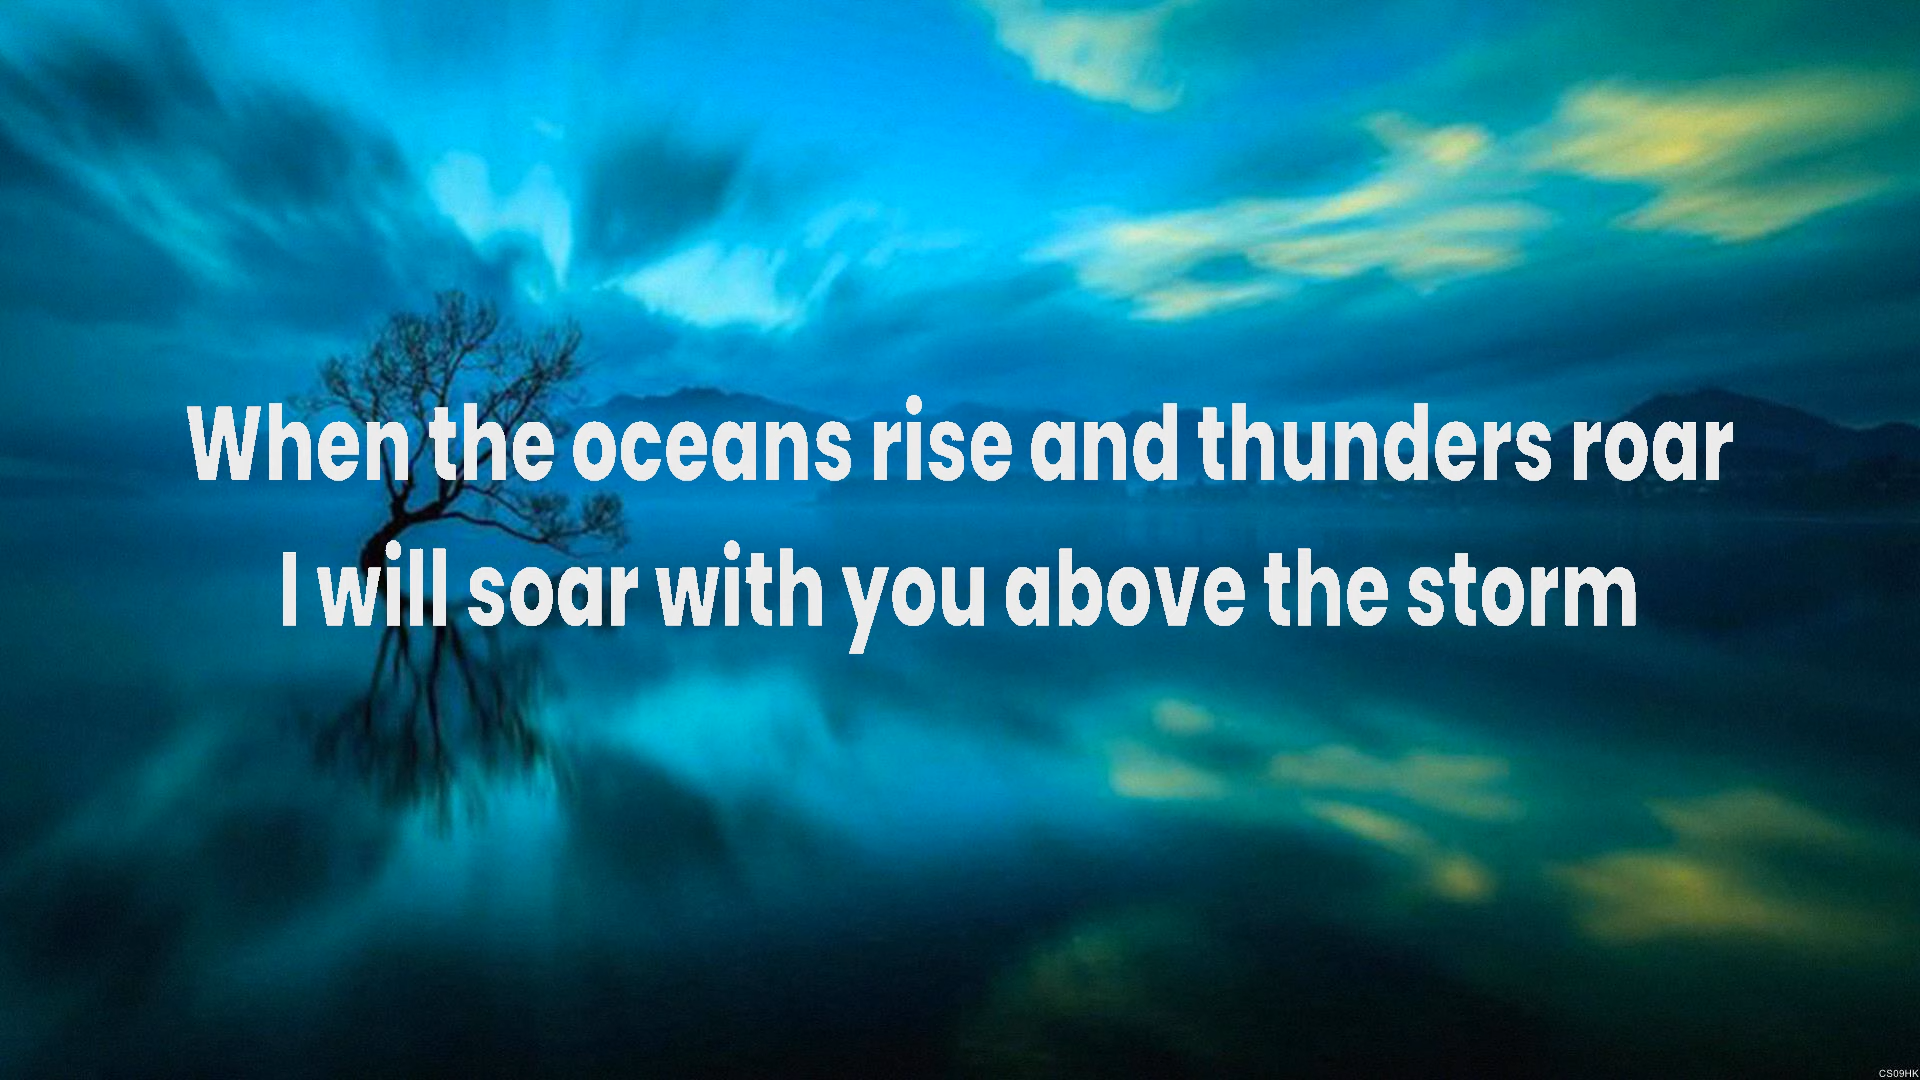 When the oceans rise and thunders roar
I will soar with you above the storm
CS09HK